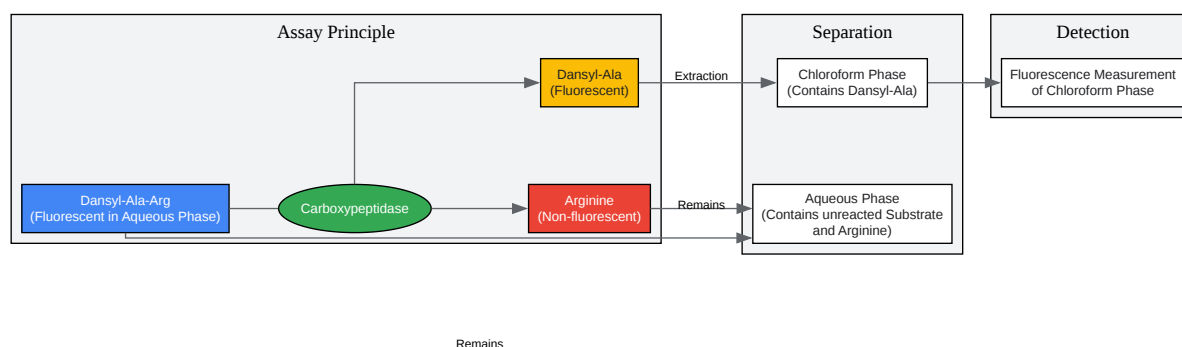 Assay Principle
Separation
Detection
Dansyl-Ala
(Fluorescent)
Extraction
Chloroform Phase
(Contains Dansyl-Ala)
Fluorescence Measurement
of Chloroform Phase
Dansyl-Ala-Arg
(Fluorescent in Aqueous Phase)
Carboxypeptidase
Arginine
(Non-fluorescent)
Remains
Aqueous Phase
(Contains unreacted Substrate
and Arginine)
Remains